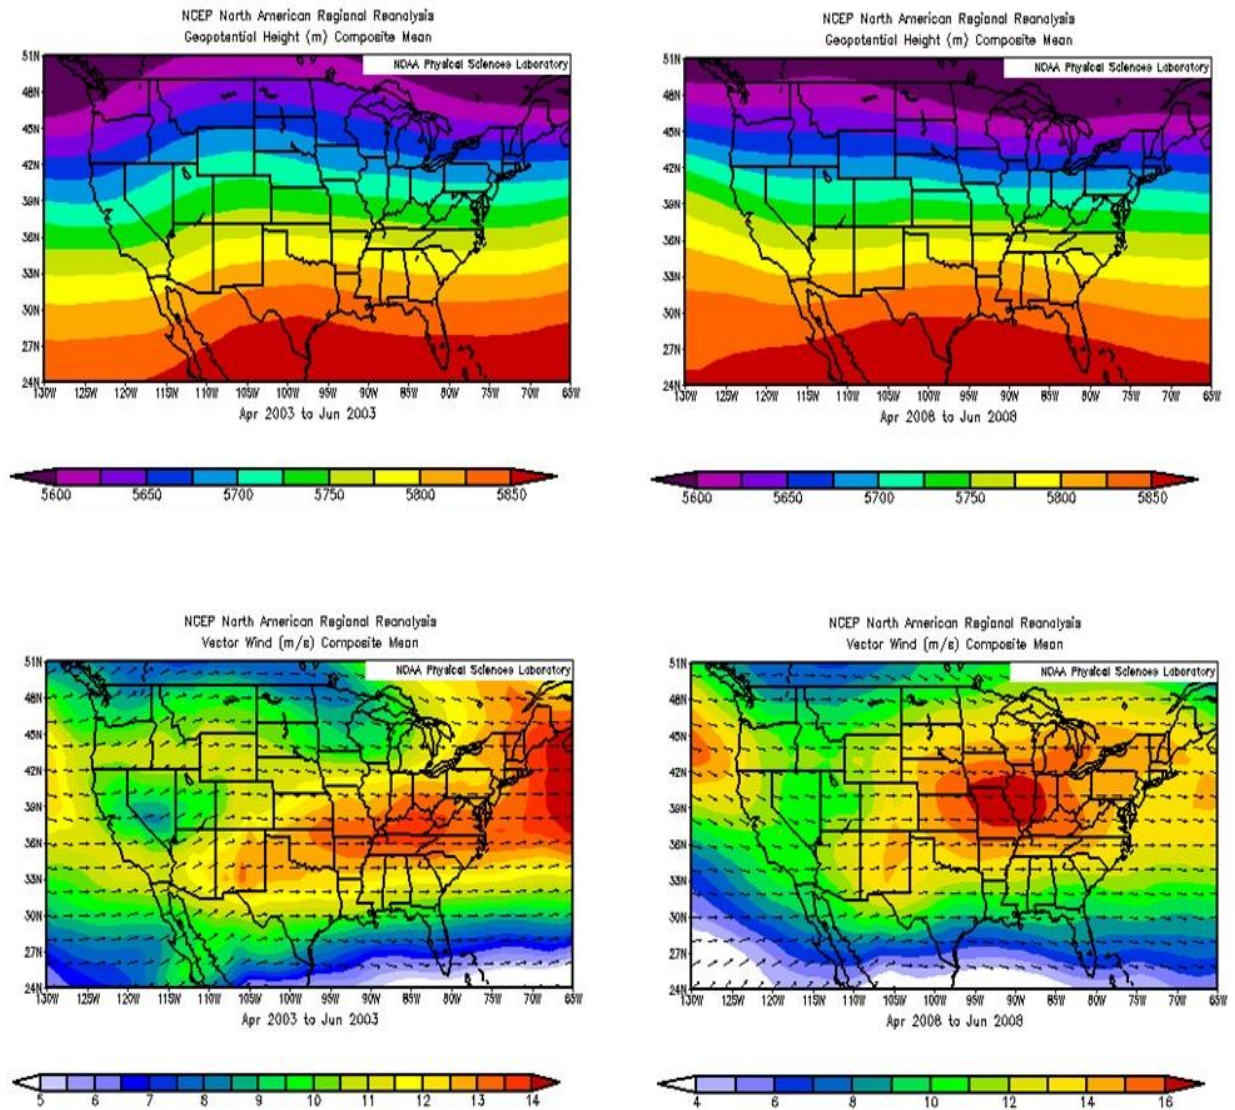 NCEP North American Regional Reanalysis
Geopotential Height (m) Composite Mean
NOAA Physical Sciences Laboratory
51N
48N
45N
42N
39N
36N
33N
30N
27N
24N
130W 125W 120W 115W 110W 105W 100W 95W 90W 85W 80W 75W 70W 65W
Apr 2003 to Jun 2003
5600 5650 5700 5750 5800 5850
NCEP North American Regional Reanalysis
Geopotential Height (m) Composite Mean
NOAA Physical Sciences Laboratory
51N
48N
45N
42N
39N
36N
33N
30N
27N
24N
130W 125W 120W 115W 110W 105W 100W 95W 90W 85W 80W 75W 70W 65W
Apr 2008 to Jun 2008
5600 5650 5700 5750 5800 5850
NCEP North American Regional Reanalysis
Vector Wind (m/s) Composite Mean
NOAA Physical Sciences Laboratory
51N
48N
45N
42N
39N
36N
33N
30N
27N
24N
130W 125W 120W 115W 110W 105W 100W 95W 90W 85W 80W 75W 70W 65W
Apr 2003 to Jun 2003
5 6 7 8 9 10 11 12 13 14
NCEP North American Regional Reanalysis
Vector Wind (m/s) Composite Mean
NOAA Physical Sciences Laboratory
51N
48N
45N
42N
39N
36N
33N
30N
27N
24N
130W 125W 120W 115W 110W 105W 100W 95W 90W 85W 80W 75W 70W 65W
Apr 2008 to Jun 2008
4 6 8 10 12 14 16